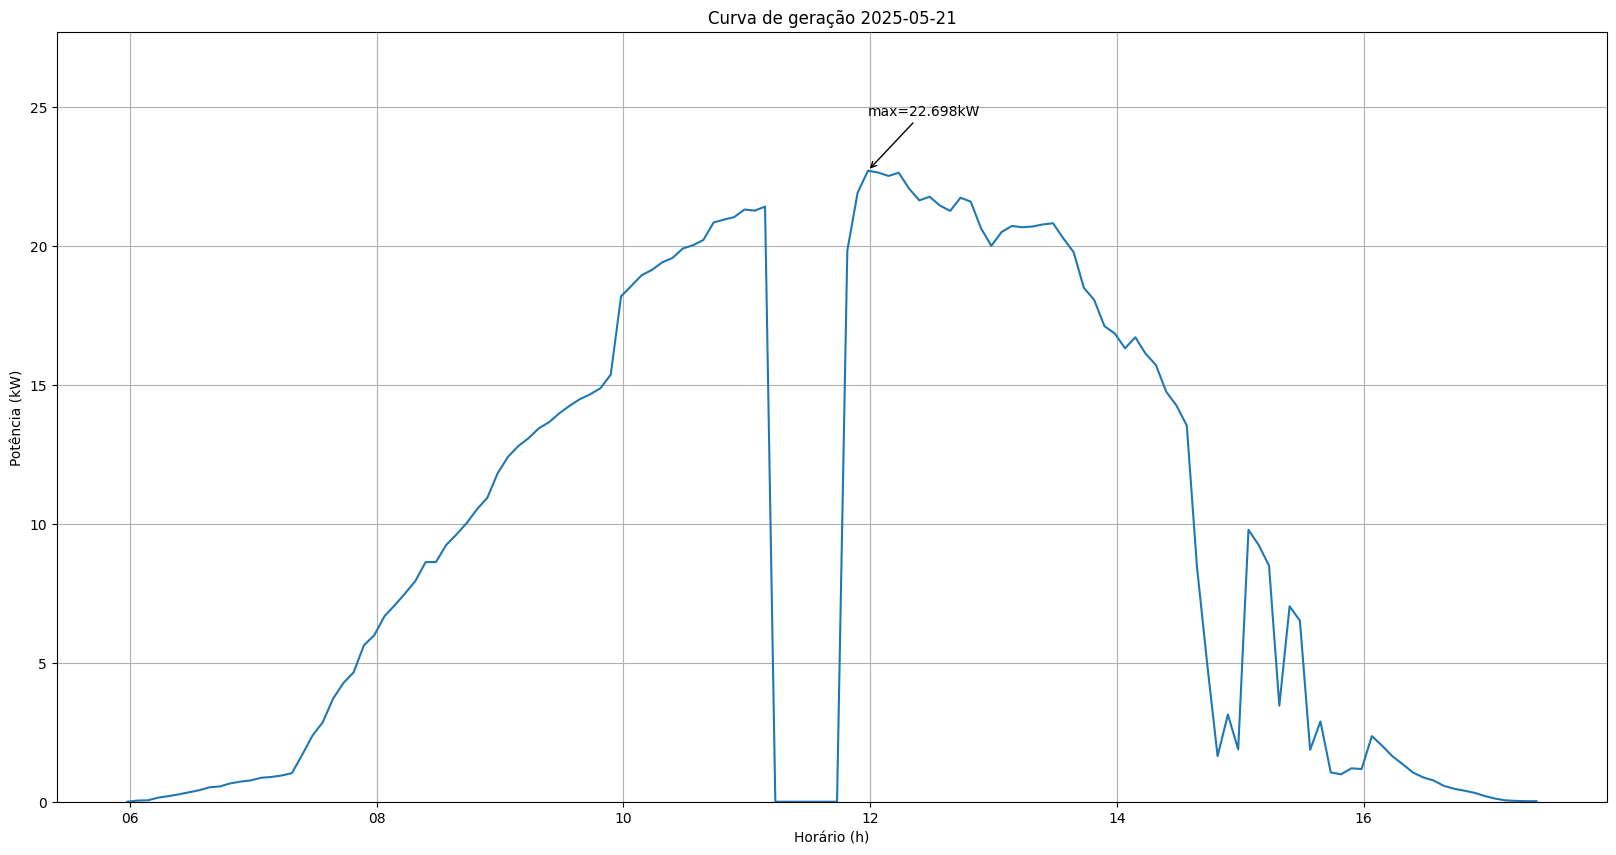 Curva de geração 2025-05-21
max=22.698kW
25
20
15
10
5
0
Potência (kW)
06 08 10 12 14 16
Horário (h)